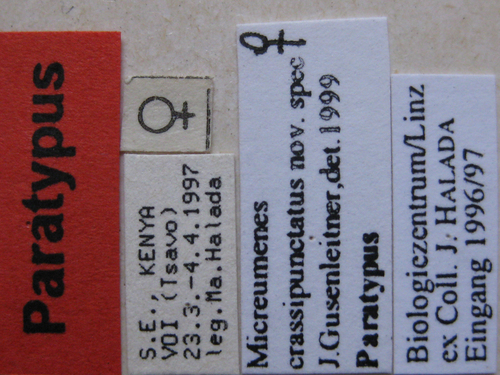 Paratypus
♀
S.E., KENYA
VOI (Tsavo)
23.3.-4.4.1997
leg.Ma.Halada
♀
Micreumenes
crassipunctatus nov. spec
J.Gusenleitner,det.1999
Paratypus
Biologiezentrum/Linz
ex Coll. J. HALADA
Eingang 1996/97